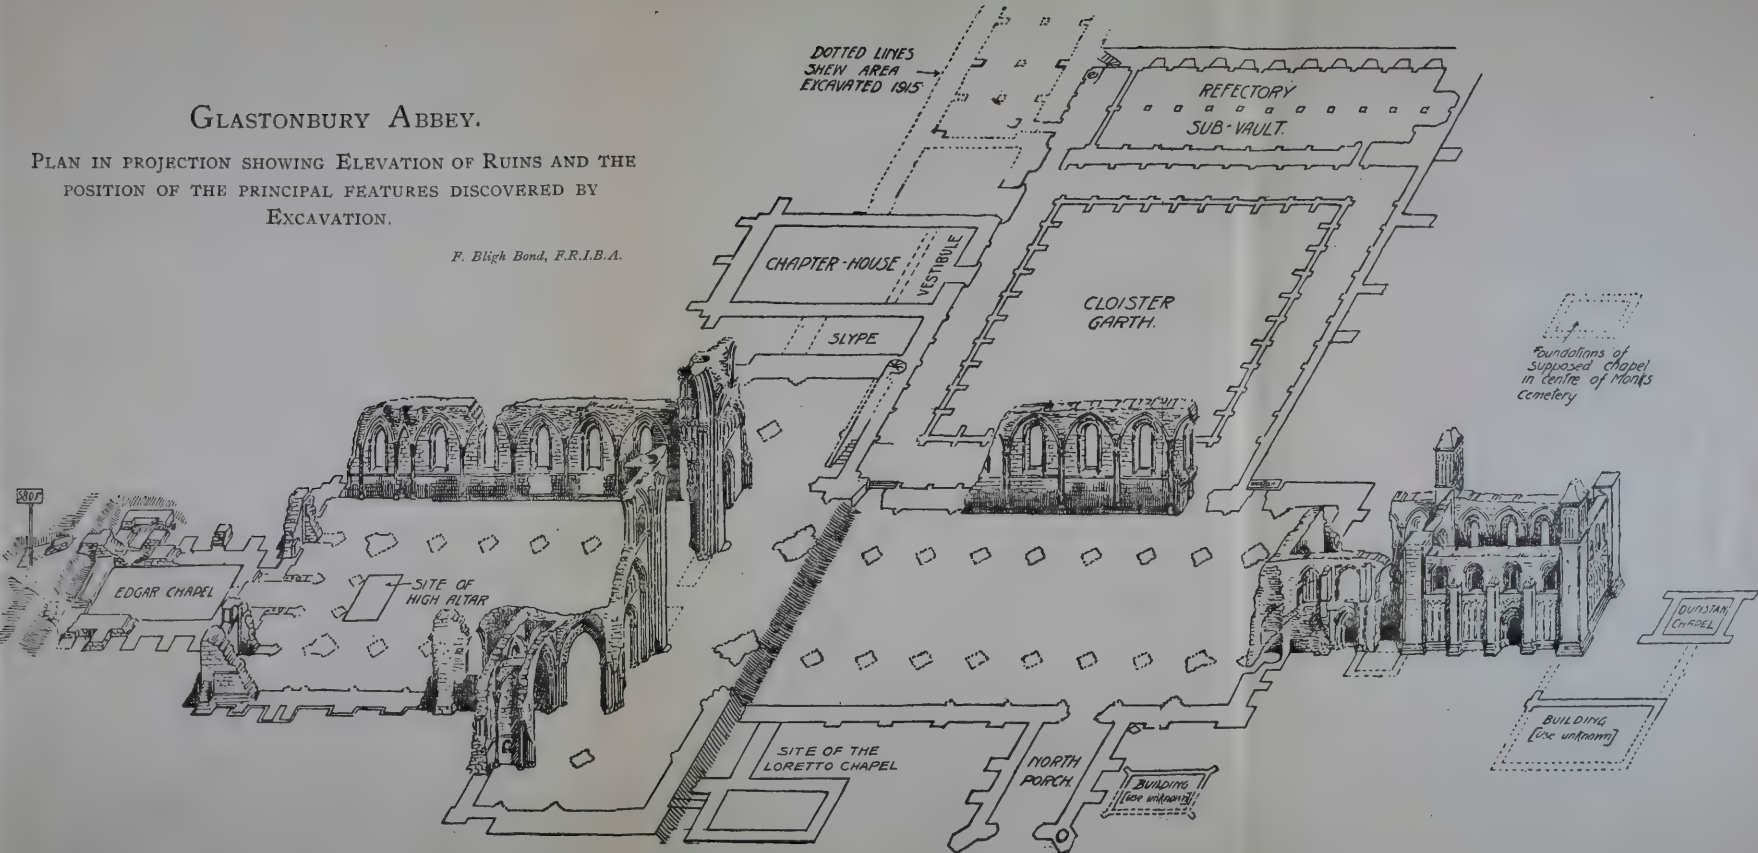 GLASTONBURY ABBEY.
PLAN IN PROJECTION SHOWING ELEVATION OF RUINS AND THE
POSITION OF THE PRINCIPAL FEATURES DISCOVERED BY
EXCAVATION.
F. Bligh Bond, F.R.I.B.A.
DOTTED LINES
SHEW AREA
EXCAVATED 1915
REFECTORY
SUB-VAULT.
CHAPTER-HOUSE
VESTIBULE
CLOISTER
GARTH.
SLYPE
Foundations of
supposed chapel
in centre of Monks
Cemetery
EDGAR CHAPEL
SITE OF
HIGH ALTAR
DUNSTAN
CHAPEL
BUILDING
[use unknown]
SITE OF THE
LORETTO CHAPEL
NORTH
PORCH.
BUILDING
[use unknown]